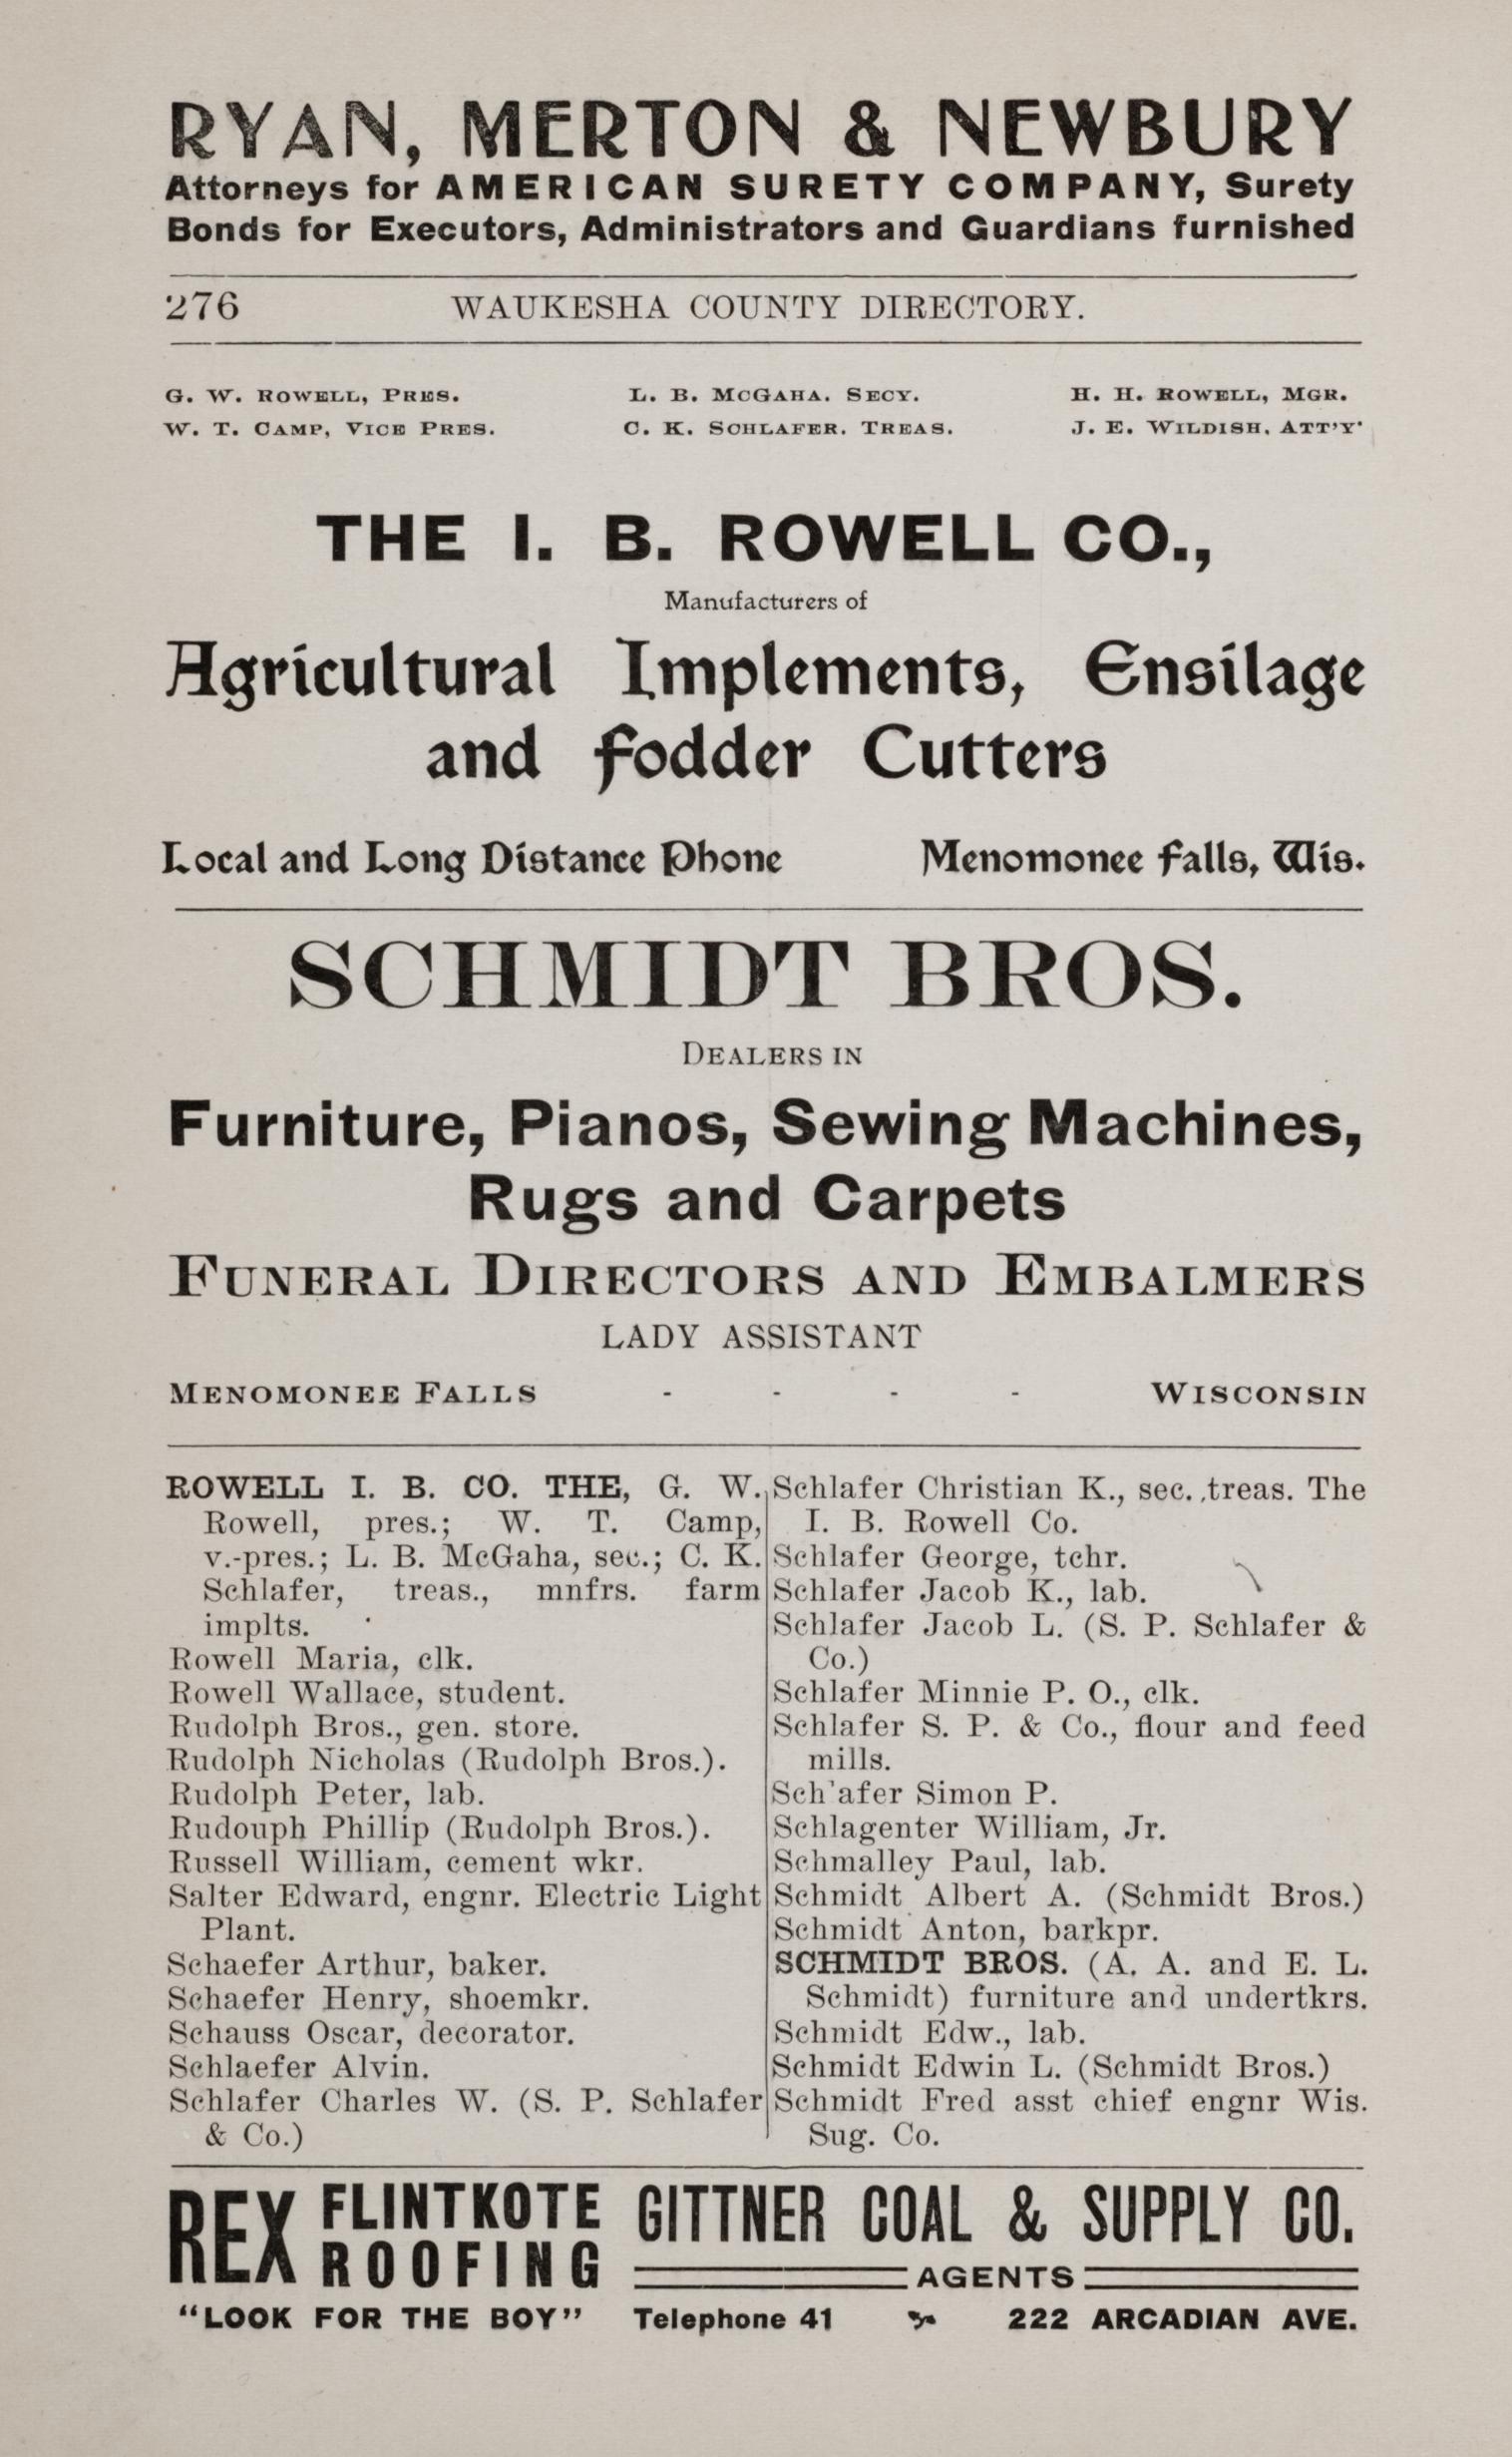 RYAN, MERTON & NEWBURY
Attorneys for AMERICAN SURETY COMPANY, Surety
Bonds for Executors, Administrators and Guardians furnished
276 WAUKESHA COUNTY DIRECTORY.
G. W. ROWELL, PRES. L. B. MCGAHA. SECY. H. H. ROWELL, MGR.
W. T. CAMP, VICE PRES. C. K. SCHLAFER. TREAS. J. E. WILDISH, ATT'Y'
THE I. B. ROWELL CO.,
Manufacturers of
Agricultural Implements, Ensilage
and Fodder Cutters
Local and Long Distance Phone Menomonee Falls, Wis.
SCHMIDT BROS.
DEALERS IN
Furniture, Pianos, Sewing Machines,
Rugs and Carpets
FUNERAL DIRECTORS AND EMBALMERS
LADY ASSISTANT
MENOMONEE FALLS - - - - WISCONSIN
ROWELL I. B. CO. THE, G. W.
Rowell, pres.; W. T. Camp,
v.-pres.; L. B. McGaha, sec.; C. K.
Schlafer, treas., mnfrs. farm
implts.
Rowell Maria, clk.
Rowell Wallace, student.
Rudolph Bros., gen. store.
Rudolph Nicholas (Rudolph Bros.).
Rudolph Peter, lab.
Rudouph Phillip (Rudolph Bros.).
Russell William, cement wkr.
Salter Edward, engnr. Electric Light
Plant.
Schaefer Arthur, baker.
Schaefer Henry, shoemkr.
Schauss Oscar, decorator.
Schlaefer Alvin.
Schlafer Charles W. (S. P. Schlafer
& Co.)
Schlafer Christian K., sec. ,treas. The
I. B. Rowell Co.
Schlafer George, tchr.
Schlafer Jacob K., lab.
Schlafer Jacob L. (S. P. Schlafer &
Co.)
Schlafer Minnie P. O., clk.
Schlafer S. P. & Co., flour and feed
mills.
Sch'afer Simon P.
Schlagenter William, Jr.
Schmalley Paul, lab.
Schmidt Albert A. (Schmidt Bros.)
Schmidt Anton, barkpr.
SCHMIDT BROS. (A. A. and E. L.
Schmidt) furniture and undertkrs.
Schmidt Edw., lab.
Schmidt Edwin L. (Schmidt Bros.)
Schmidt Fred asst chief engnr Wis.
Sug. Co.
REX FLINTKOTE ROOFING
"LOOK FOR THE BOY"
GITTNER COAL & SUPPLY CO.
AGENTS
Telephone 41 222 ARCADIAN AVE.